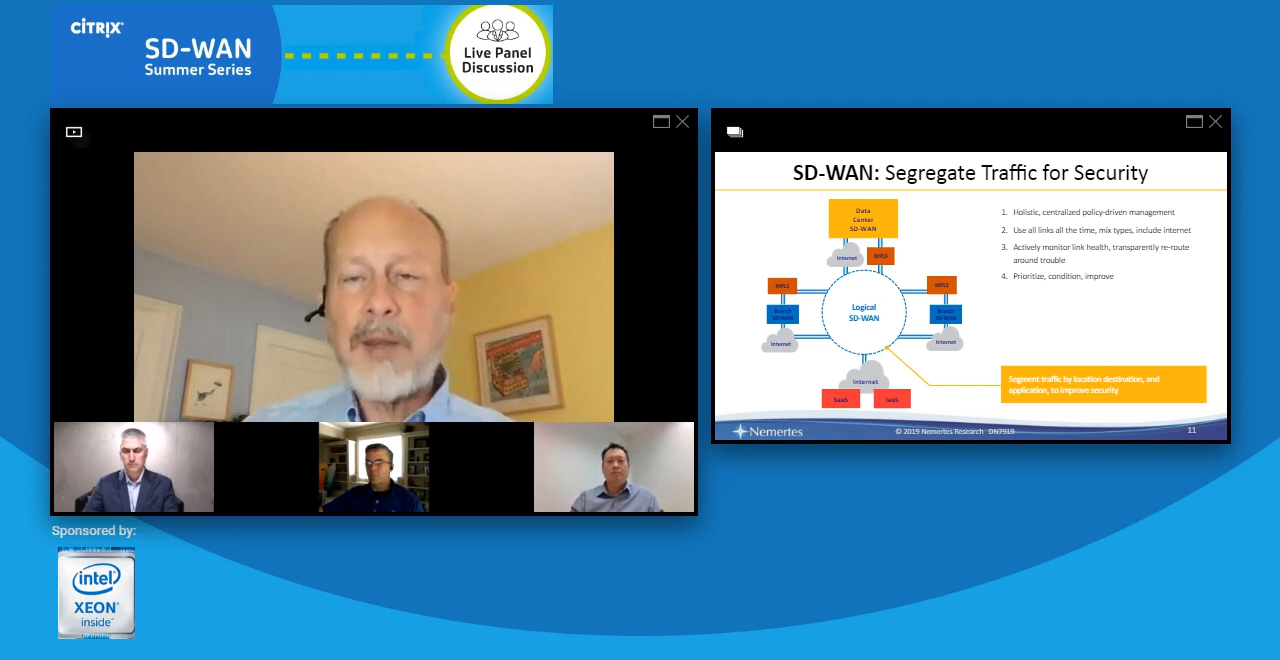 CİTRIX
SD-WAN
Summer Series
Live Panel
Discussion
SD-WAN: Segregate Traffic for Security
Data
Center
SD-WAN
Internet
MPLS
MPLS
MPLS
Branch
SD-WAN
Branch
SD-WAN
Logical
SD-WAN
Internet
Internet
Internet
SaaS
IaaS
1. Holistic, centralized policy-driven management
2. Use all links all the time, mix types, include internet
3. Actively monitor link health, transparently re-route
around trouble
4. Prioritize, condition, improve
Segment traffic by location destination, and
application, to improve security
Nemertes
© 2019 Nemertes Research DN7919
11
Sponsored by:
intel
XEON
inside